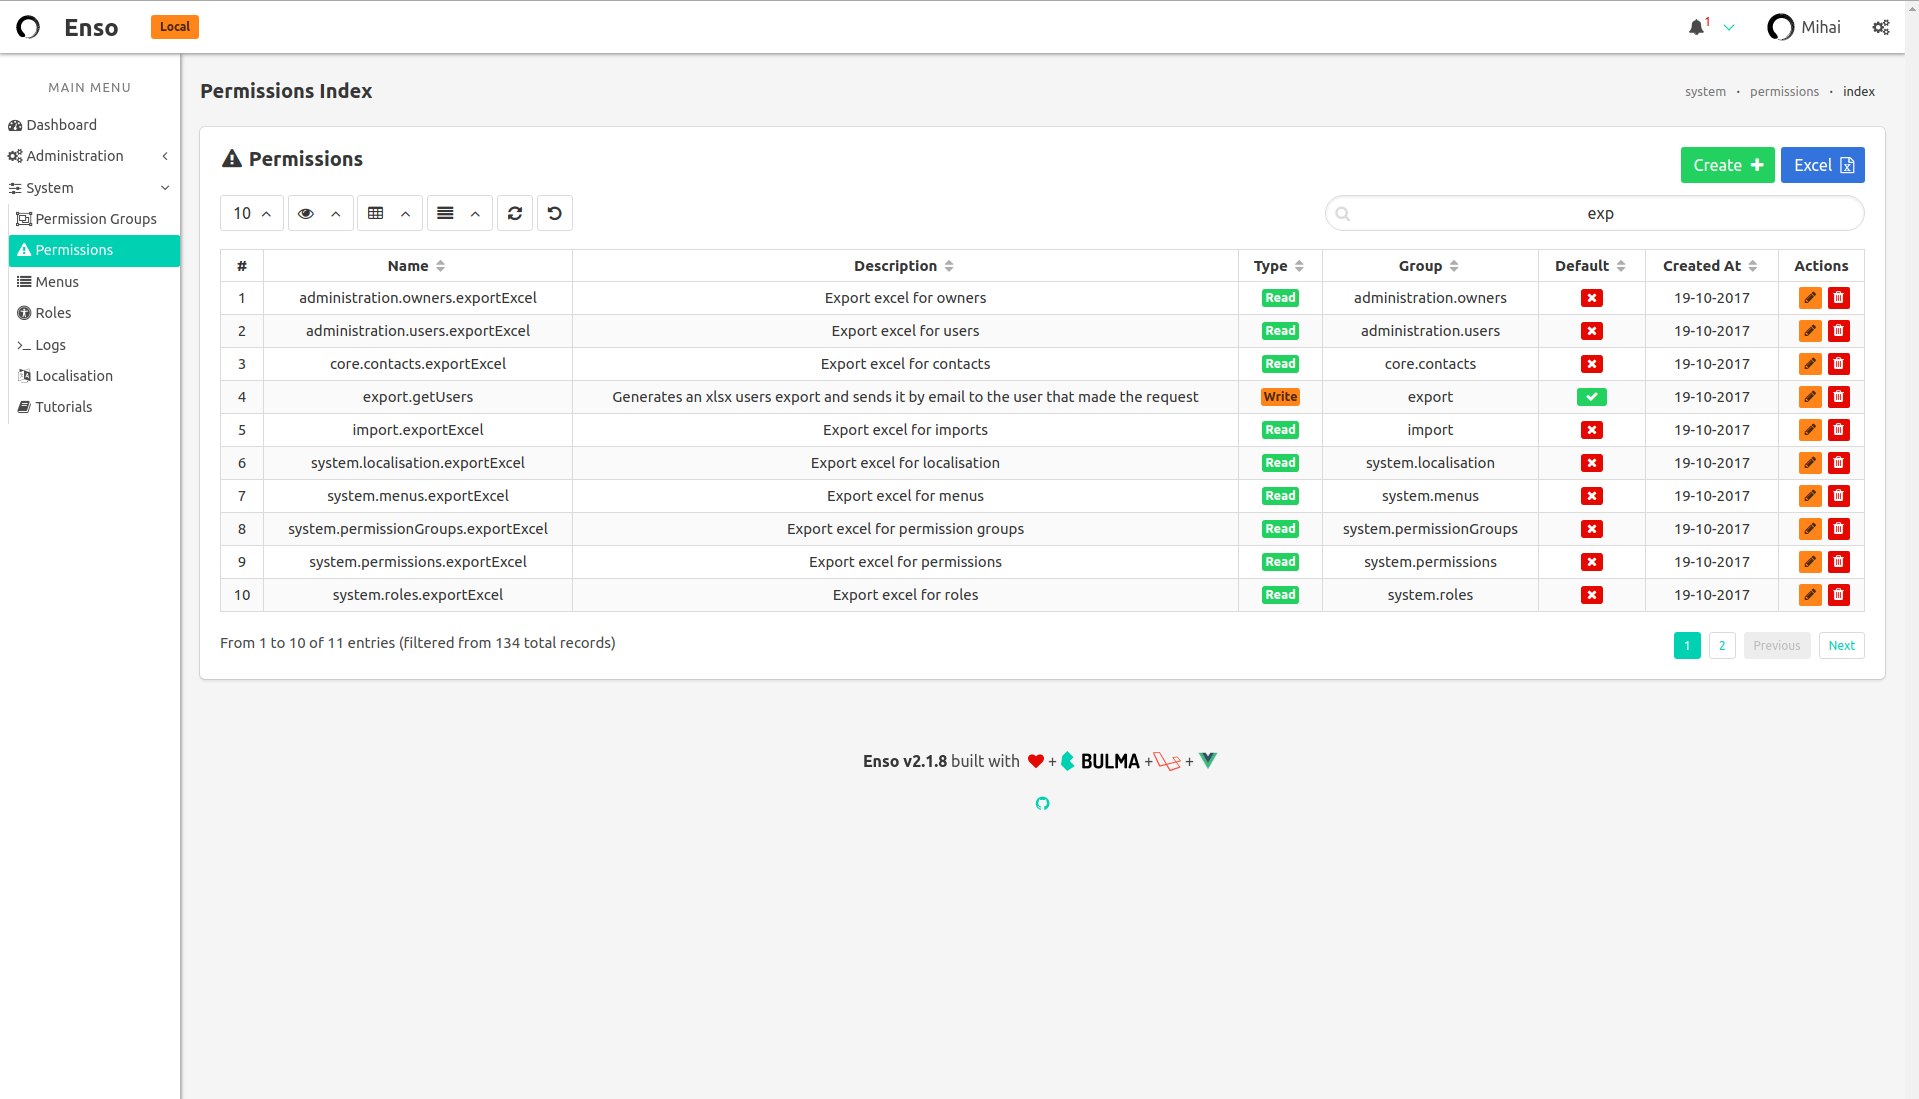 Enso Local 1 Mihai
MAIN MENU
Dashboard
Administration
System
Permission Groups
Permissions
Menus
Roles
Logs
Localisation
Tutorials
Permissions Index
system · permissions · index
Permissions
Create Excel
10 exp
# Name Description Type Group Default Created At Actions
1 administration.owners.exportExcel Export excel for owners Read administration.owners 19-10-2017
2 administration.users.exportExcel Export excel for users Read administration.users 19-10-2017
3 core.contacts.exportExcel Export excel for contacts Read core.contacts 19-10-2017
4 export.getUsers Generates an xlsx users export and sends it by email to the user that made the request Write export 19-10-2017
5 import.exportExcel Export excel for imports Read import 19-10-2017
6 system.localisation.exportExcel Export excel for localisation Read system.localisation 19-10-2017
7 system.menus.exportExcel Export excel for menus Read system.menus 19-10-2017
8 system.permissionGroups.exportExcel Export excel for permission groups Read system.permissionGroups 19-10-2017
9 system.permissions.exportExcel Export excel for permissions Read system.permissions 19-10-2017
10 system.roles.exportExcel Export excel for roles Read system.roles 19-10-2017
From 1 to 10 of 11 entries (filtered from 134 total records)
1 2 Previous Next
Enso v2.1.8 built with + BULMA + +